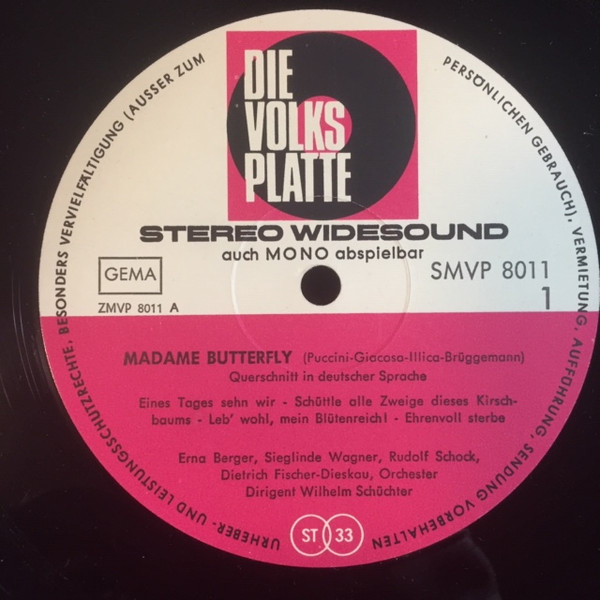 DIE
VOLKS
PLATTE
STEREO WIDESOUND
auch MONO abspielbar
GEMA
SMVP 8011
ZMVP 8011 A
1
MADAME BUTTERFLY (Puccini-Giacosa-Illica-Brüggemann)
Querschnitt in deutscher Sprache
Eines Tages sehn wir - Schüttle alle Zweige dieses Kirsch-
baums - Leb' wohl, mein Blütenreich! - Ehrenvoll sterbe
Erna Berger, Sieglinde Wagner, Rudolf Schock,
Dietrich Fischer-Dieskau, Orchester
Dirigent Wilhelm Schüchter
ST 33
URHEBER- UND LEISTUNGSSCHUTZRECHTE, BESONDERS VERVIELFÄLTIGUNG (AUSSER ZUM PERSÖNLICHEN GEBRAUCH), VERMIETUNG, AUFFÜHRUNG, SENDUNG VORBEHALTEN